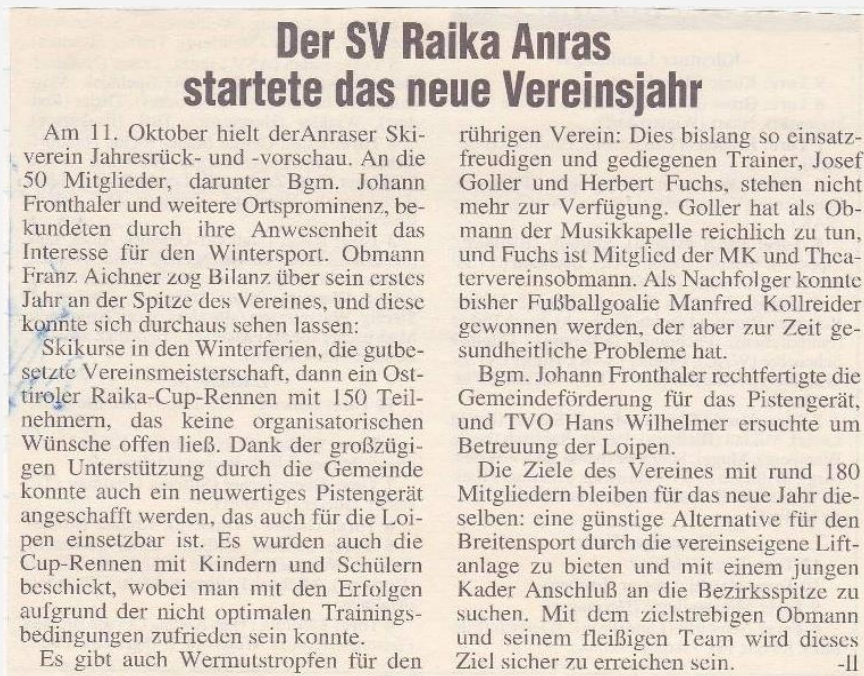 Der SV Raika Anras
startete das neue Vereinsjahr
Am 11. Oktober hielt derAnraser Ski-
verein Jahresrück- und -vorschau. An die
50 Mitglieder, darunter Bgm. Johann
Fronthaler und weitere Ortsprominenz, be-
kundeten durch ihre Anwesenheit das
Interesse für den Wintersport. Obmann
Franz Aichner zog Bilanz über sein erstes
Jahr an der Spitze des Vereines, und diese
konnte sich durchaus sehen lassen:
Skikurse in den Winterferien, die gutbe-
setzte Vereinsmeisterschaft, dann ein Ost-
tiroler Raika-Cup-Rennen mit 150 Teil-
nehmern, das keine organisatorischen
Wünsche offen ließ. Dank der großzügi-
gen Unterstützung durch die Gemeinde
konnte auch ein neuwertiges Pistengerät
angeschafft werden, das auch für die Loi-
pen einsetzbar ist. Es wurden auch die
Cup-Rennen mit Kindern und Schülern
beschickt, wobei man mit den Erfolgen
aufgrund der nicht optimalen Trainings-
bedingungen zufrieden sein konnte.
Es gibt auch Wermutstropfen für den
rührigen Verein: Dies bislang so einsatz-
freudigen und gediegenen Trainer, Josef
Goller und Herbert Fuchs, stehen nicht
mehr zur Verfügung. Goller hat als Ob-
mann der Musikkapelle reichlich zu tun,
und Fuchs ist Mitglied der MK und Thea-
tervereinsobmann. Als Nachfolger konnte
bisher Fußballgoalie Manfred Kollreider
gewonnen werden, der aber zur Zeit ge-
sundheitliche Probleme hat.
Bgm. Johann Fronthaler rechtfertigte die
Gemeindeförderung für das Pistengerät,
und TVO Hans Wilhelmer ersuchte um
Betreuung der Loipen.
Die Ziele des Vereines mit rund 180
Mitgliedern bleiben für das neue Jahr die-
selben: eine günstige Alternative für den
Breitensport durch die vereinseigene Lift-
anlage zu bieten und mit einem jungen
Kader Anschluß an die Bezirksspitze zu
suchen. Mit dem zielstrebigen Obmann
und seinem fleißigen Team wird dieses
Ziel sicher zu erreichen sein. -ll